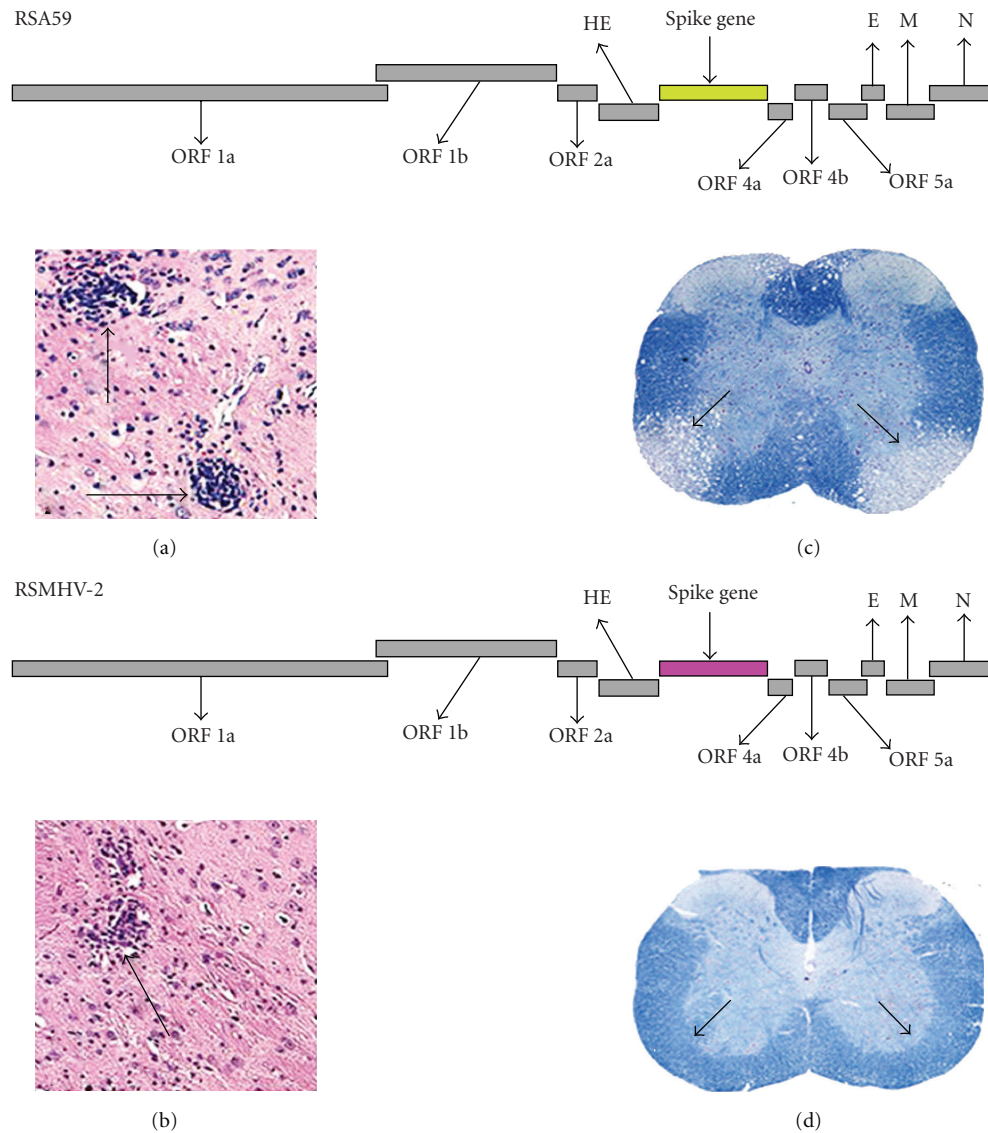 RSA59
HE
Spike gene
E M N
ORF 1a
ORF 1b
ORF 2a
ORF 4a
ORF 4b
ORF 5a
(a)
(c)
RSMHV-2
HE
Spike gene
E M N
ORF 1a
ORF 1b
ORF 2a
ORF 4a
ORF 4b
ORF 5a
(b)
(d)